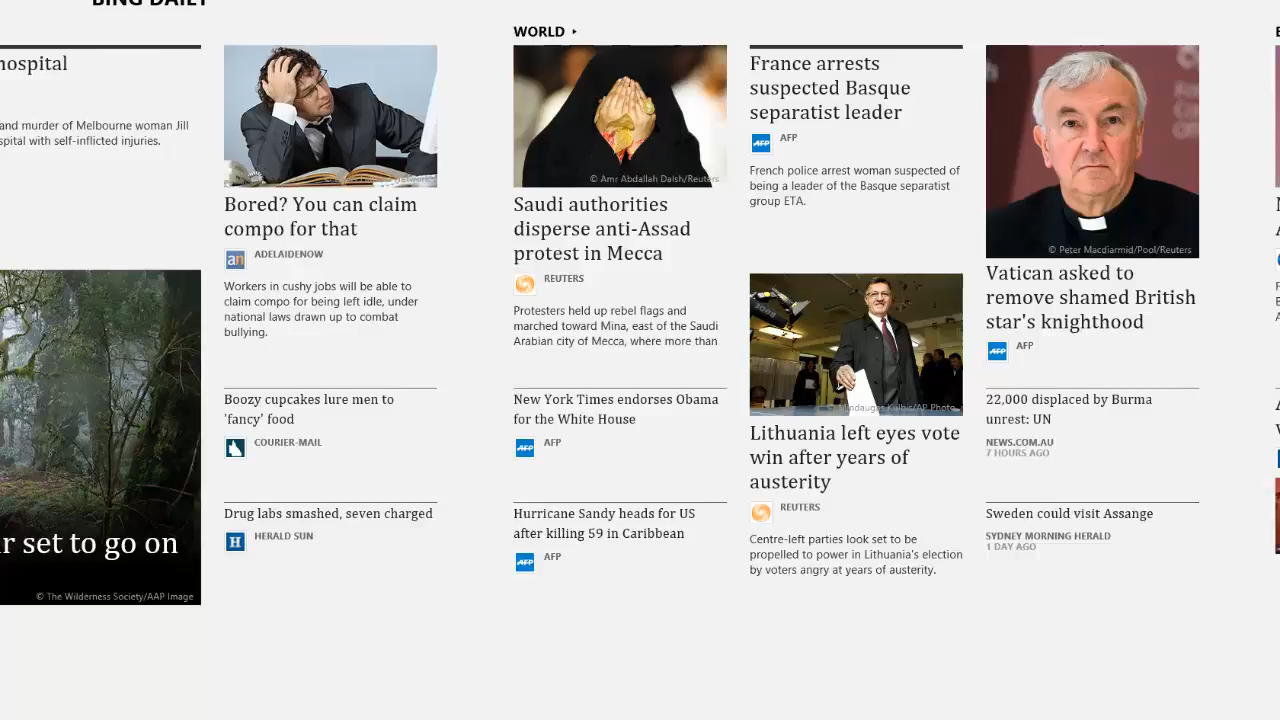 BING DAILY
hospital
and murder of Melbourne woman Jill
spital with self-inflicted injuries.
r set to go on
© The Wilderness Society/AAP Image
Bored? You can claim
compo for that
an
ADELAIDENOW
Workers in cushy jobs will be able to
claim compo for being left idle, under
national laws drawn up to combat
bullying.
Boozy cupcakes lure men to
'fancy' food
COURIER-MAIL
Drug labs smashed, seven charged
H
HERALD SUN
WORLD
© Amr Abdallah Dalsh/Reuters
Saudi authorities
disperse anti-Assad
protest in Mecca
REUTERS
Protesters held up rebel flags and
marched toward Mina, east of the Saudi
Arabian city of Mecca, where more than
New York Times endorses Obama
for the White House
AFP
AFP
Hurricane Sandy heads for US
after killing 59 in Caribbean
AFP
AFP
France arrests
suspected Basque
separatist leader
AFP
AFP
French police arrest woman suspected of
being a leader of the Basque separatist
group ETA.
© Mindaugas Kulbis/AP Photo
Lithuania left eyes vote
win after years of
austerity
REUTERS
Centre-left parties look set to be
propelled to power in Lithuania's election
by voters angry at years of austerity.
© Peter Macdiarmid/Pool/Reuters
Vatican asked to
remove shamed British
star's knighthood
AFP
AFP
22,000 displaced by Burma
unrest: UN
NEWS.COM.AU
7 HOURS AGO
Sweden could visit Assange
SYDNEY MORNING HERALD
1 DAY AGO